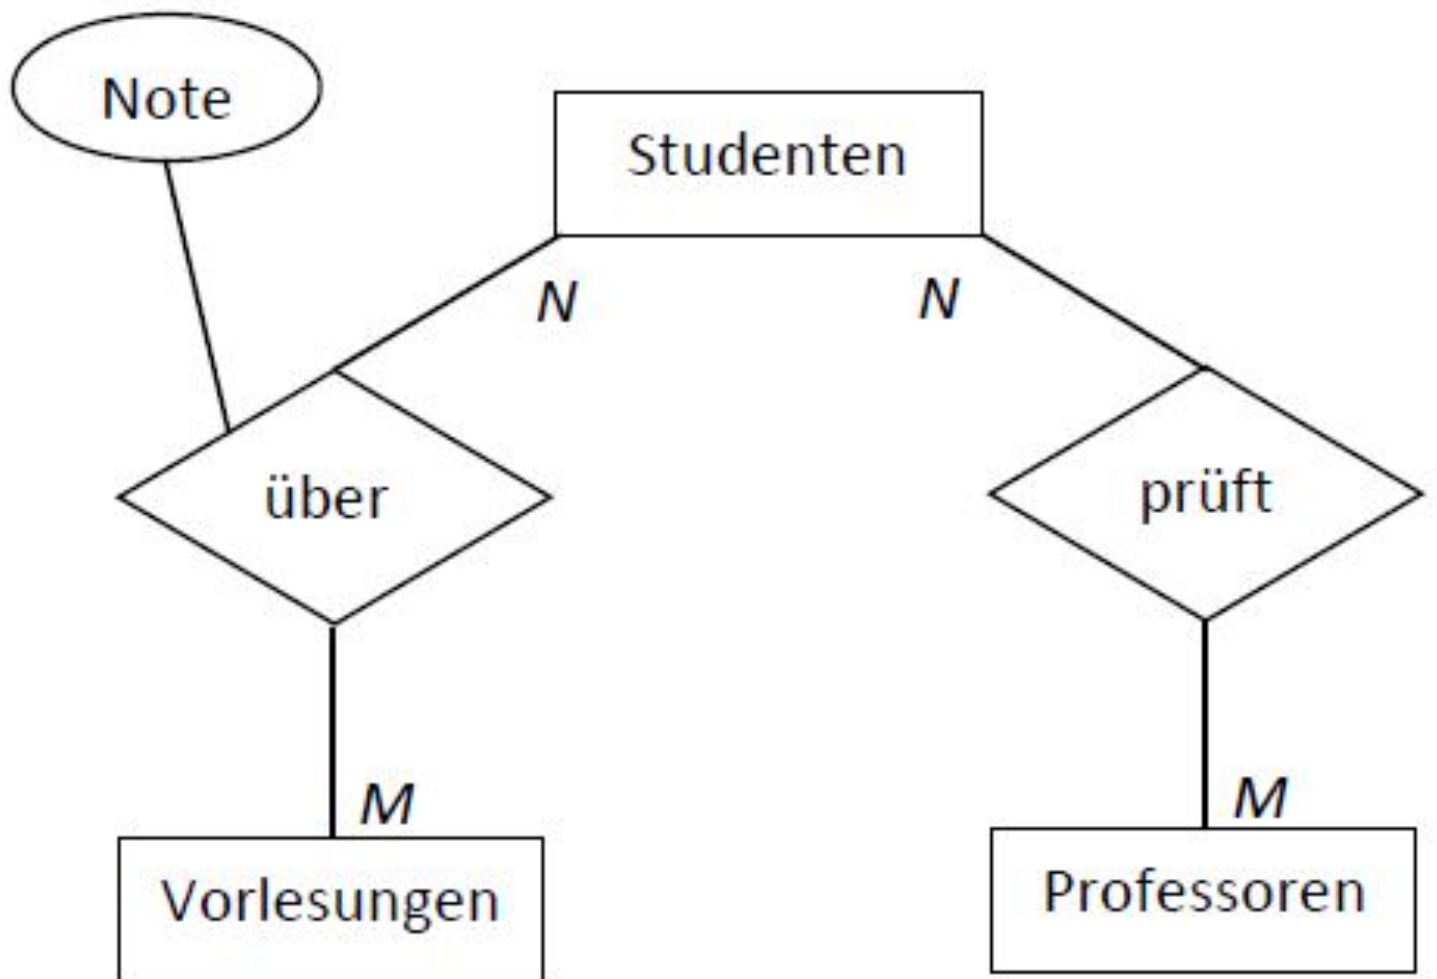 Note
Studenten
N
N
über
prüft
M
M
Vorlesungen
Professoren